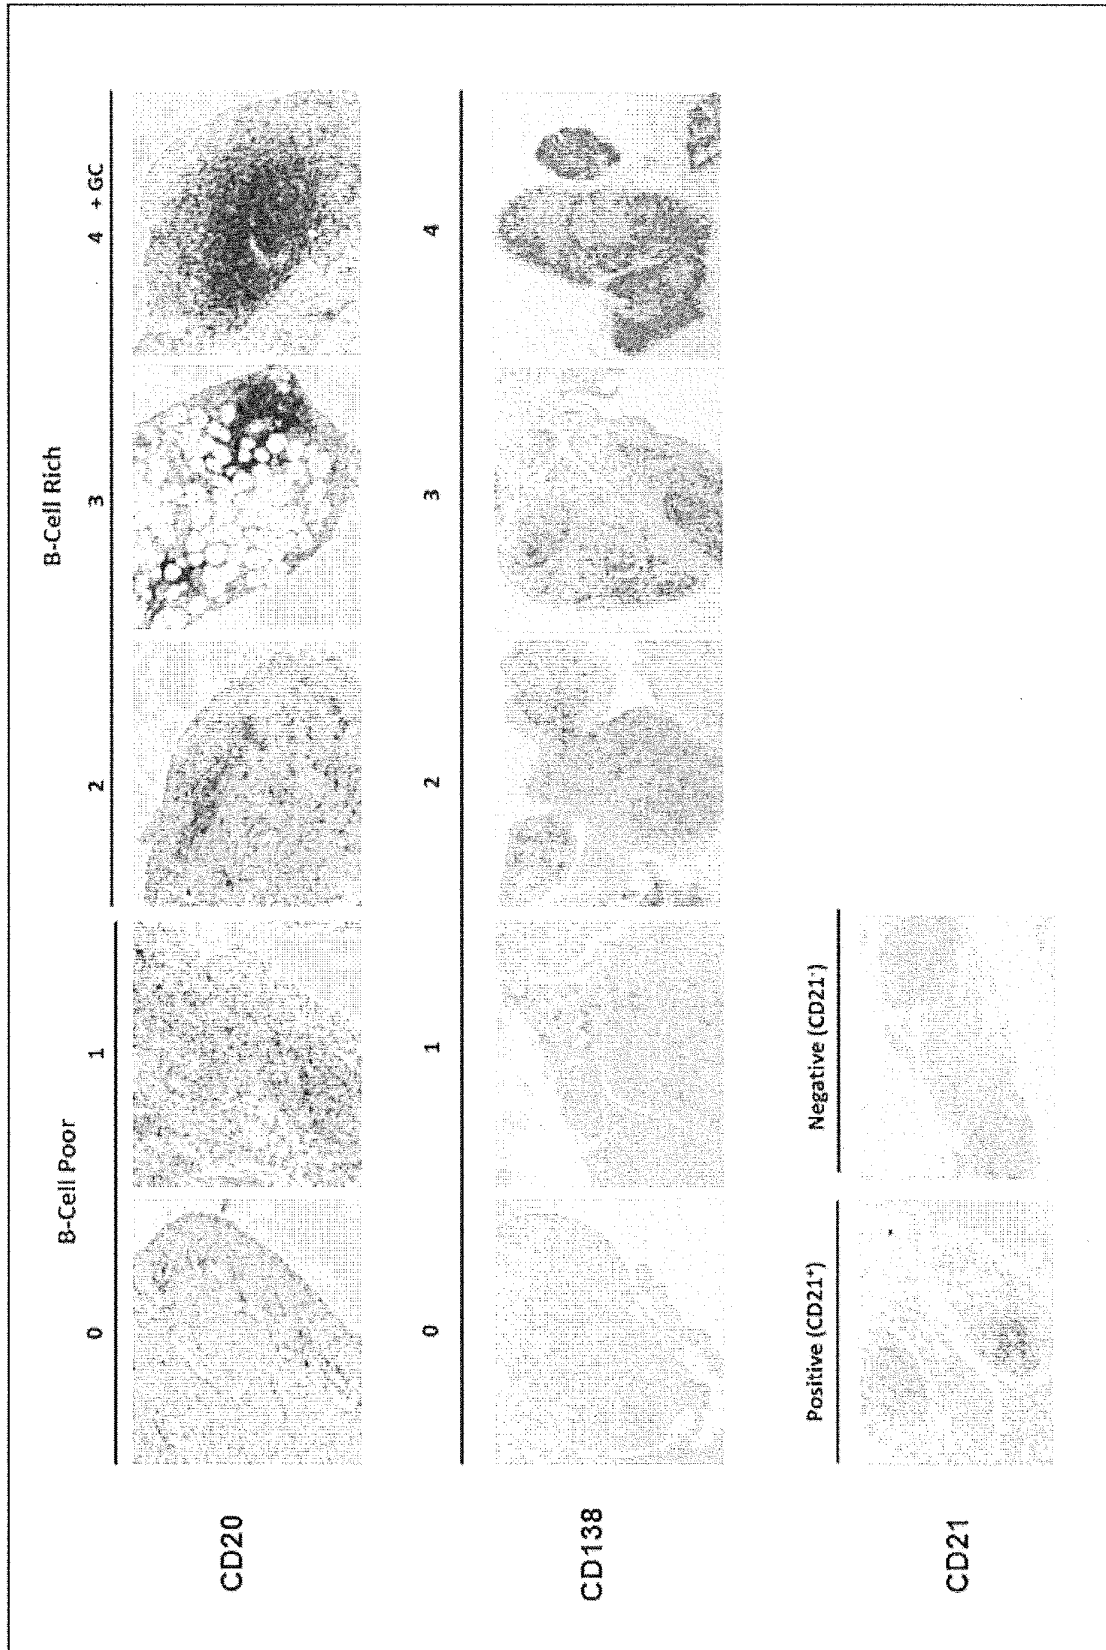 B-Cell Poor B-Cell Rich
0 1 2 3 4 + GC
CD20
0 1 2 3 4
CD138
Positive (CD21⁺) Negative (CD21⁻)
CD21